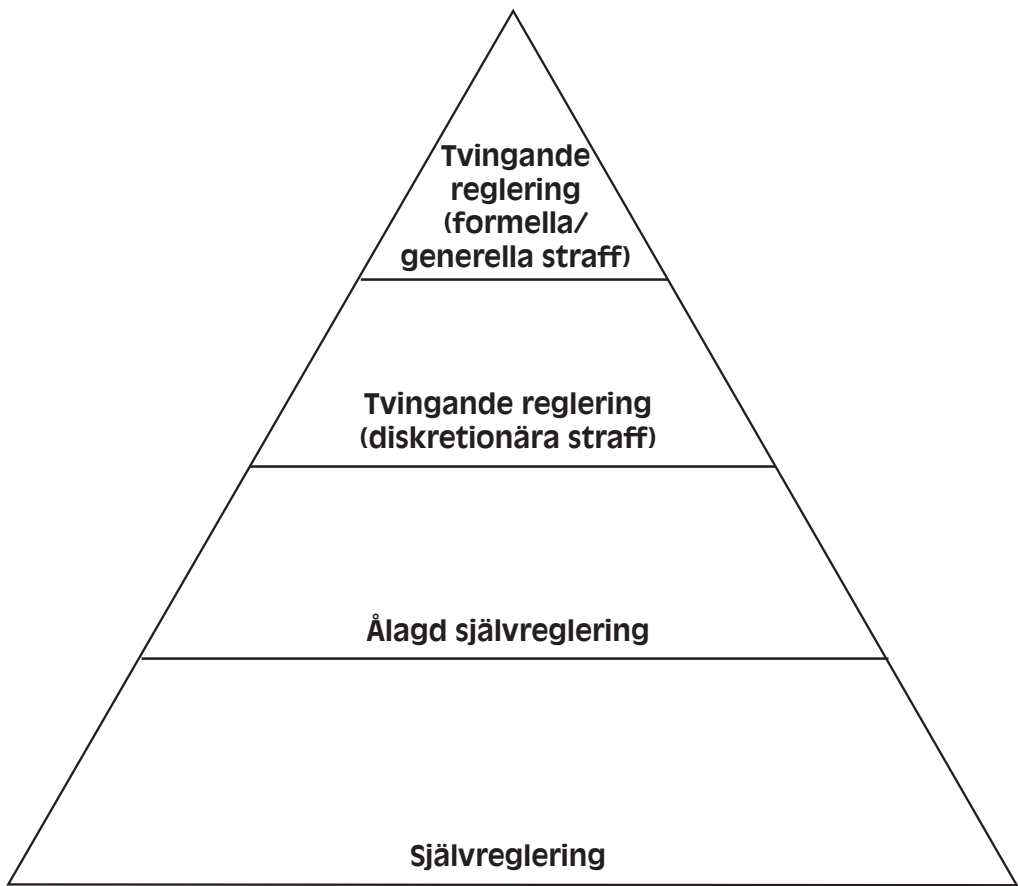 Tvingande
reglering
(formella/
generella straff)
Tvingande reglering
(diskretionära straff)
Ålagd självreglering
Självreglering